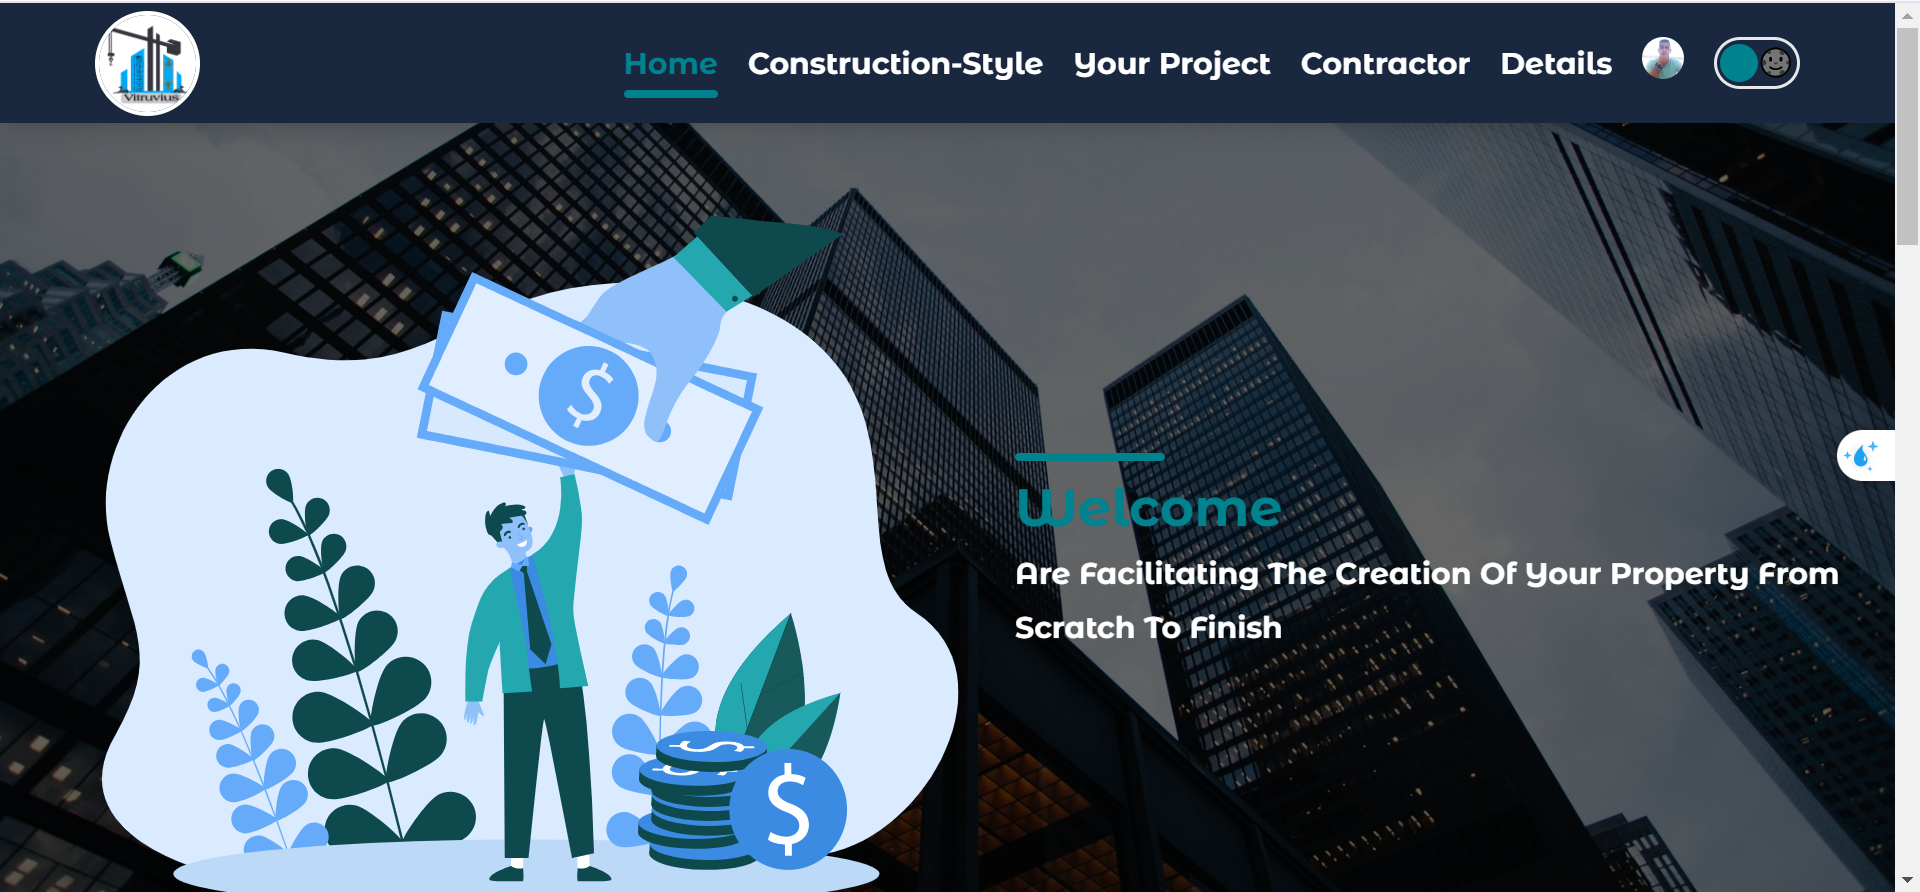 Vitruvius
Home Construction-Style Your Project Contractor Details
$
Welcome
Are Facilitating The Creation Of Your Property From
Scratch To Finish
$
$